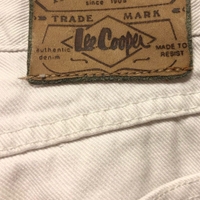 since 1908
TRADE MARK
Lee Cooper
authentic denim
MADE TO RESIST